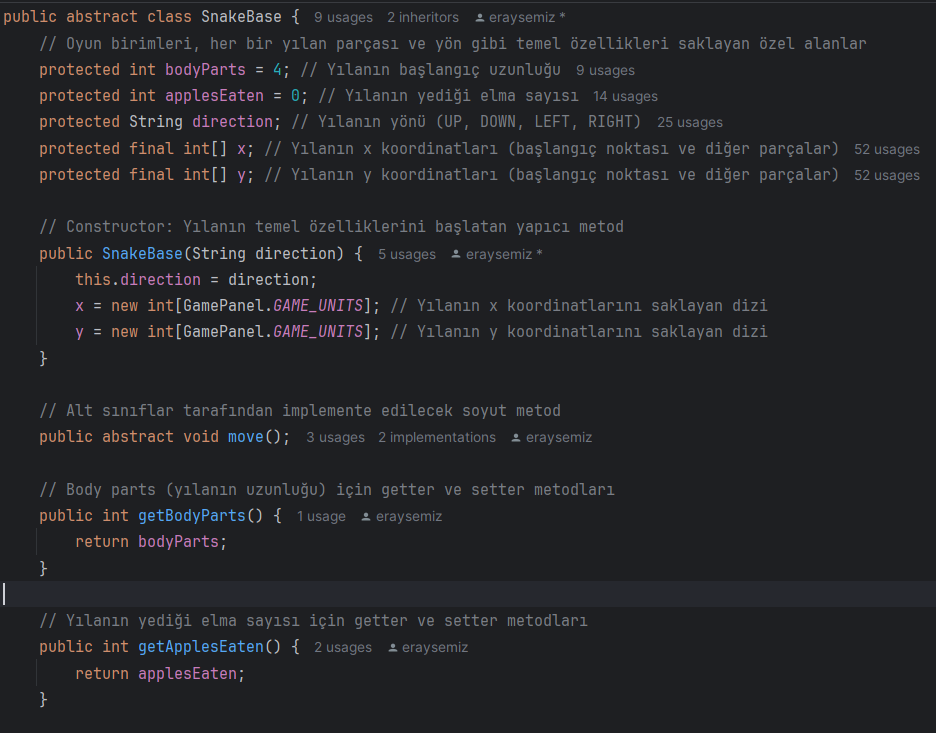 public abstract class SnakeBase {  9 usages  2 inheritors  eraysemiz *
    // Oyun birimleri, her bir yılan parçası ve yön gibi temel özellikleri saklayan özel alanlar
    protected int bodyParts = 4; // Yılanın başlangıç uzunluğu  9 usages
    protected int applesEaten = 0; // Yılanın yediği elma sayısı  14 usages
    protected String direction; // Yılanın yönü (UP, DOWN, LEFT, RIGHT)  25 usages
    protected final int[] x; // Yılanın x koordinatları (başlangıç noktası ve diğer parçalar)  52 usages
    protected final int[] y; // Yılanın y koordinatları (başlangıç noktası ve diğer parçalar)  52 usages
    // Constructor: Yılanın temel özelliklerini başlatan yapıcı metod
    public SnakeBase(String direction) {  5 usages  eraysemiz *
        this.direction = direction;
        x = new int[GamePanel.GAME_UNITS]; // Yılanın x koordinatlarını saklayan dizi
        y = new int[GamePanel.GAME_UNITS]; // Yılanın y koordinatlarını saklayan dizi
    }
    // Alt sınıflar tarafından implemente edilecek soyut metod
    public abstract void move();  3 usages  2 implementations  eraysemiz
    // Body parts (yılanın uzunluğu) için getter ve setter metodları
    public int getBodyParts() {  1 usage  eraysemiz
        return bodyParts;
    }
    // Yılanın yediği elma sayısı için getter ve setter metodları
    public int getApplesEaten() {  2 usages  eraysemiz
        return applesEaten;
    }